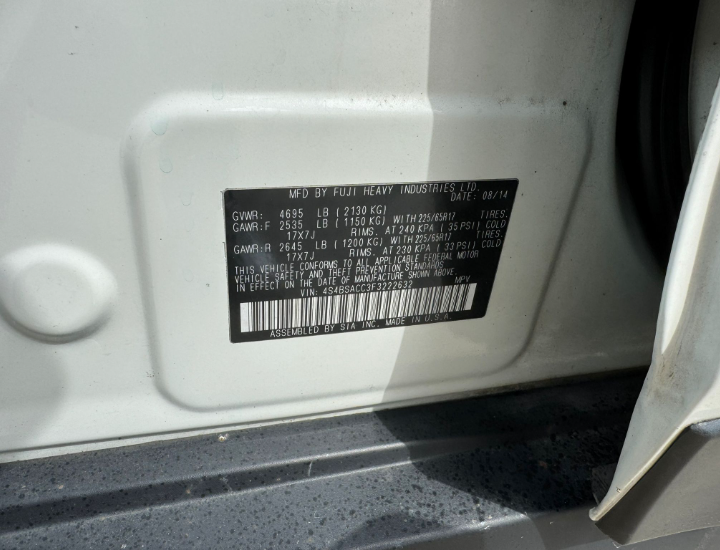 MFD BY FUJI HEAVY INDUSTRIES LTD.
DATE: 08/14
GVWR: 4695 LB ( 2130 KG)
GAWR: F 2535 LB ( 1150 KG) WITH 225/65R17 TIRES.
17X7J RIMS. AT 240 KPA ( 35 PSI) COLD
GAWR: R 2645 LB ( 1200 KG) WITH 225/65R17 TIRES.
17X7J RIMS. AT 230 KPA ( 33 PSI) COLD
THIS VEHICLE CONFORMS TO ALL APPLICABLE FEDERAL MOTOR
VEHICLE SAFETY AND THEFT PREVENTION STANDARDS
IN EFFECT ON THE DATE OF MANUFACTURE SHOWN ABOVE.
VIN: 4S4BSACC3F3222632 MPV
ASSEMBLED BY SIA INC. MADE IN U.S.A.